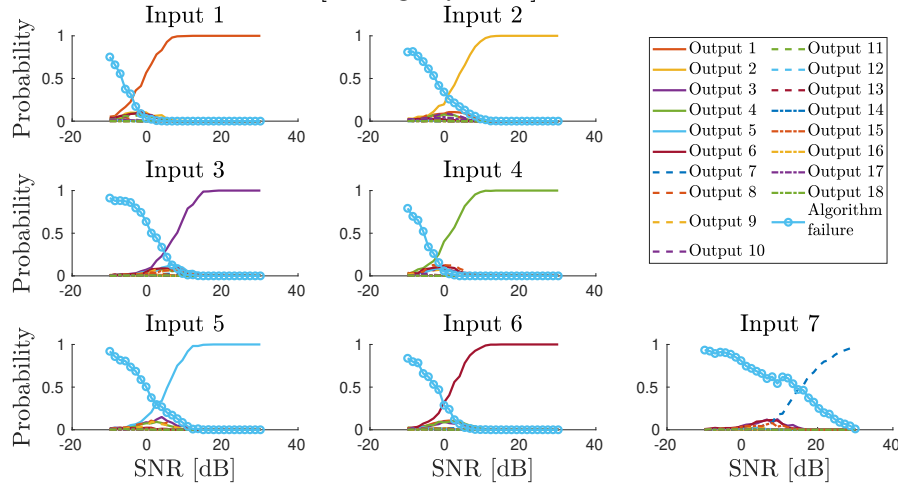 Input 1
Input 2
Probability
1
0.5
0
-20
0
20
40
1
0.5
0
-20
0
20
40
Output 1
Output 2
Output 3
Output 4
Output 5
Output 6
Output 7
Output 8
Output 9
Output 10
Output 11
Output 12
Output 13
Output 14
Output 15
Output 16
Output 17
Output 18
Algorithm
failure
Input 3
Input 4
Probability
1
0.5
0
-20
0
20
40
1
0.5
0
-20
0
20
40
Input 5
Input 6
Input 7
Probability
1
0.5
0
-20
0
20
40
SNR [dB]
1
0.5
0
-20
0
20
40
SNR [dB]
1
0.5
0
-20
0
20
40
SNR [dB]